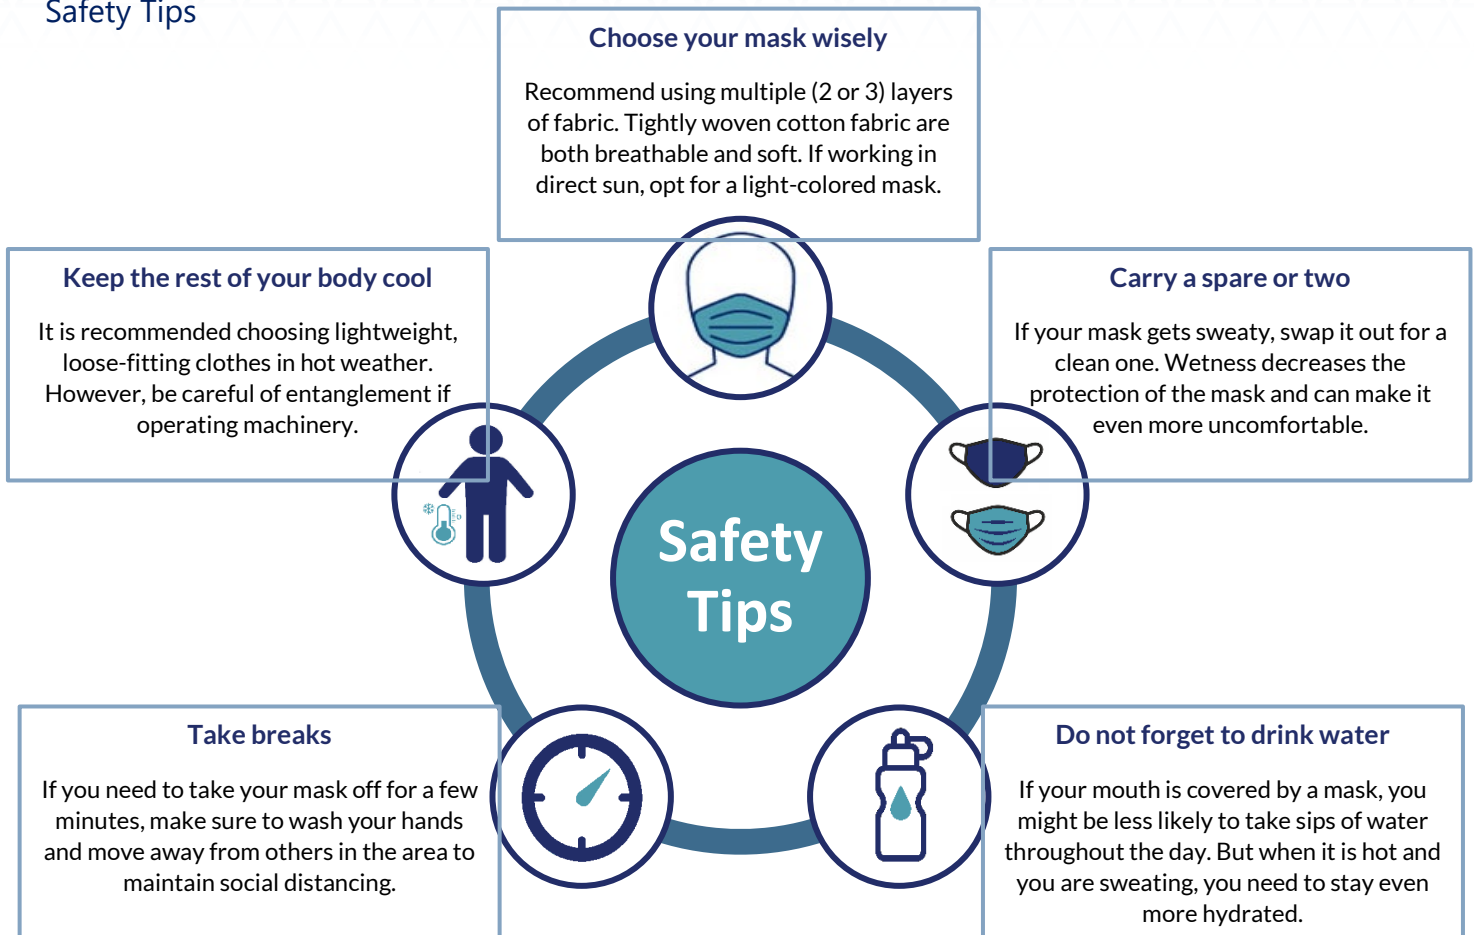 Safety Tips
Choose your mask wisely
Recommend using multiple (2 or 3) layers
of fabric. Tightly woven cotton fabric are
both breathable and soft. If working in
direct sun, opt for a light-colored mask.
Keep the rest of your body cool
It is recommended choosing lightweight,
loose-fitting clothes in hot weather.
However, be careful of entanglement if
operating machinery.
Carry a spare or two
If your mask gets sweaty, swap it out for a
clean one. Wetness decreases the
protection of the mask and can make it
even more uncomfortable.
Safety
Tips
Take breaks
If you need to take your mask off for a few
minutes, make sure to wash your hands
and move away from others in the area to
maintain social distancing.
Do not forget to drink water
If your mouth is covered by a mask, you
might be less likely to take sips of water
throughout the day. But when it is hot and
you are sweating, you need to stay even
more hydrated.